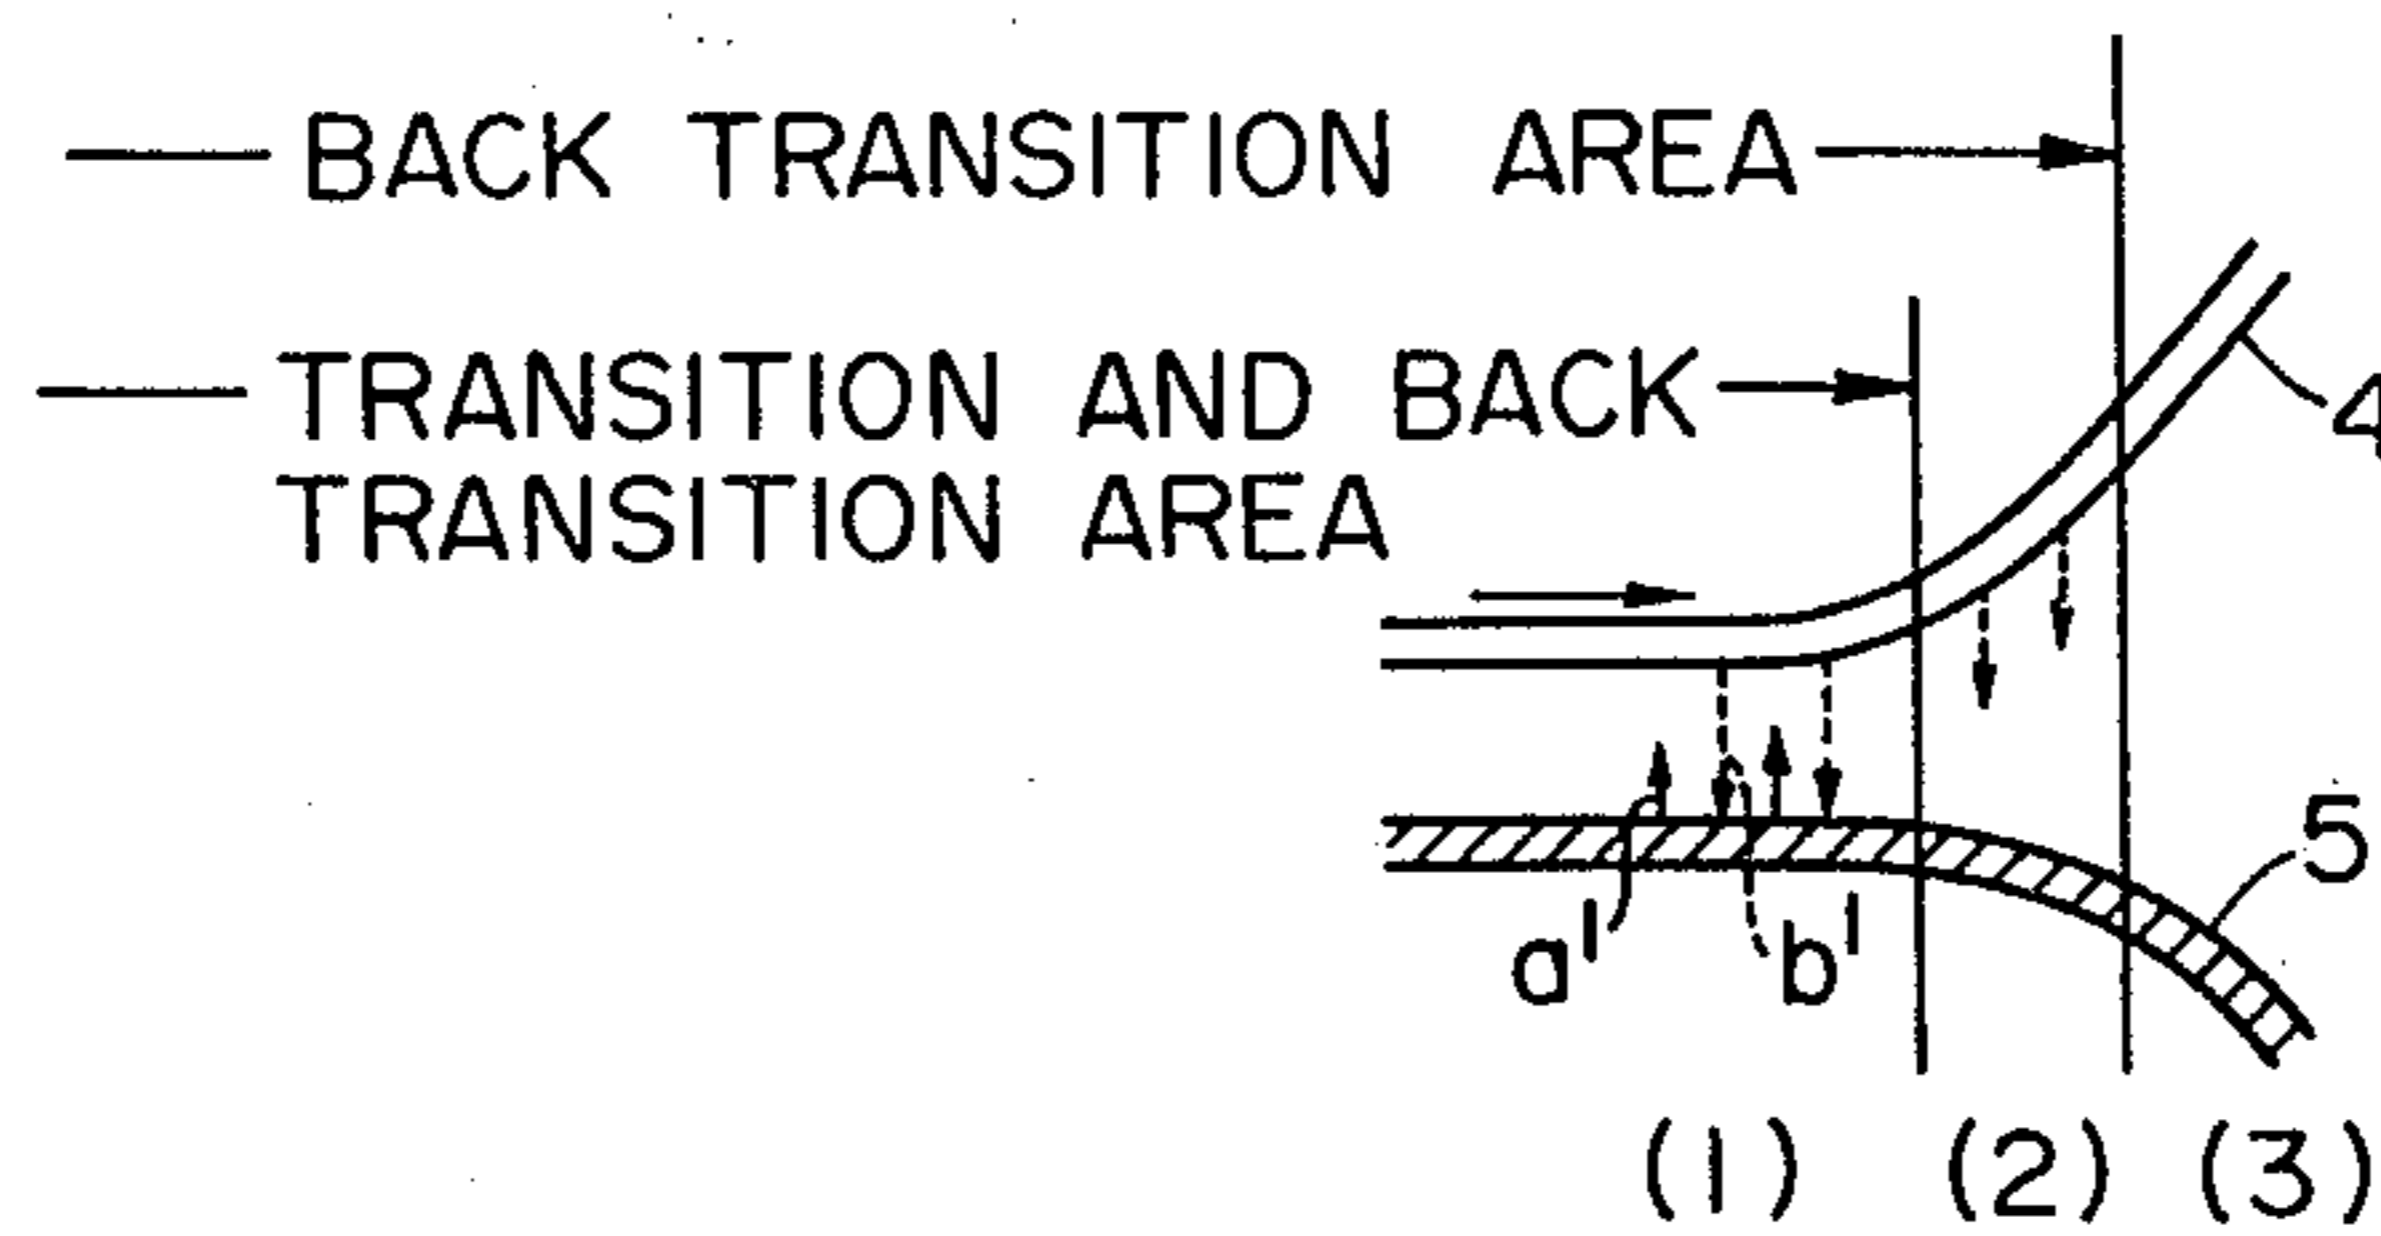 BACK TRANSITION AREA
TRANSITION AND BACK
TRANSITION AREA
4
5
a' b'
(1) (2) (3)